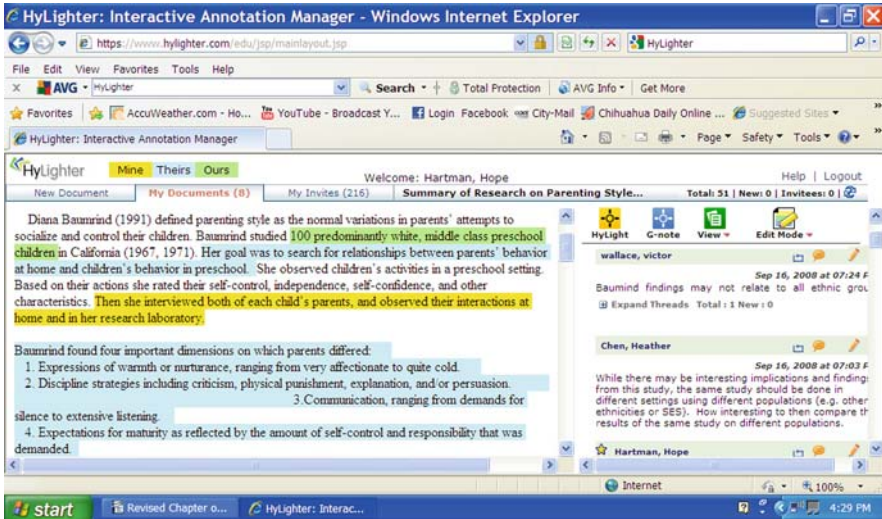 HyLighter: Interactive Annotation Manager - Windows Internet Explorer
https://www.hylighter.com/edu/jsp/mainlayout.jsp
HyLighter
File Edit View Favorites Tools Help
x AVG HyLighter Search Total Protection AVG Info Get More
Favorites AccuWeather.com - Ho... YouTube - Broadcast Y... Login Facebook City-Mail Chihuahua Daily Online ... Suggested Sites
HyLighter: Interactive Annotation Manager Page Safety Tools
HyLighter Mine Theirs Ours Welcome: Hartman, Hope Help | Logout
New Document My Documents (8) My Invites (216) Summary of Research on Parenting Style... Total: 51 | New: 0 | Invitees: 0 |
Diana Baumrind (1991) defined parenting style as the normal variations in parents' attempts to
socialize and control their children. Baumrind studied 100 predominantly white, middle class preschool
children in California (1967, 1971). Her goal was to search for relationships between parents' behavior
at home and children's behavior in preschool. She observed children's activities in a preschool setting.
Based on their actions she rated their self-control, independence, self-confidence, and other
characteristics. Then she interviewed both of each child's parents, and observed their interactions at
home and in her research laboratory.
Baumrind found four important dimensions on which parents differed:
1. Expressions of warmth or nurturance, ranging from very affectionate to quite cold.
2. Discipline strategies including criticism, physical punishment, explanation, and/or persuasion.
3.Communication, ranging from demands for
silence to extensive listening.
4. Expectations for maturity as reflected by the amount of self-control and responsibility that was
demanded.
HyLight G-note View Edit Mode
wallace, victor
Sep 16, 2008 at 07:24 P
Baumind findings may not relate to all ethnic grou
Expand Threads Total : 1 New : 0
Chen, Heather
Sep 16, 2008 at 07:03 P
While there may be interesting implications and finding
from this study, the same study should be done in
different settings using different populations (e.g. other
ethnicities or SES). How interesting to then compare th
results of the same study on different populations.
Hartman, Hope
Internet 100%
start Revised Chapter o... HyLighter: Interac... 4:29 PM